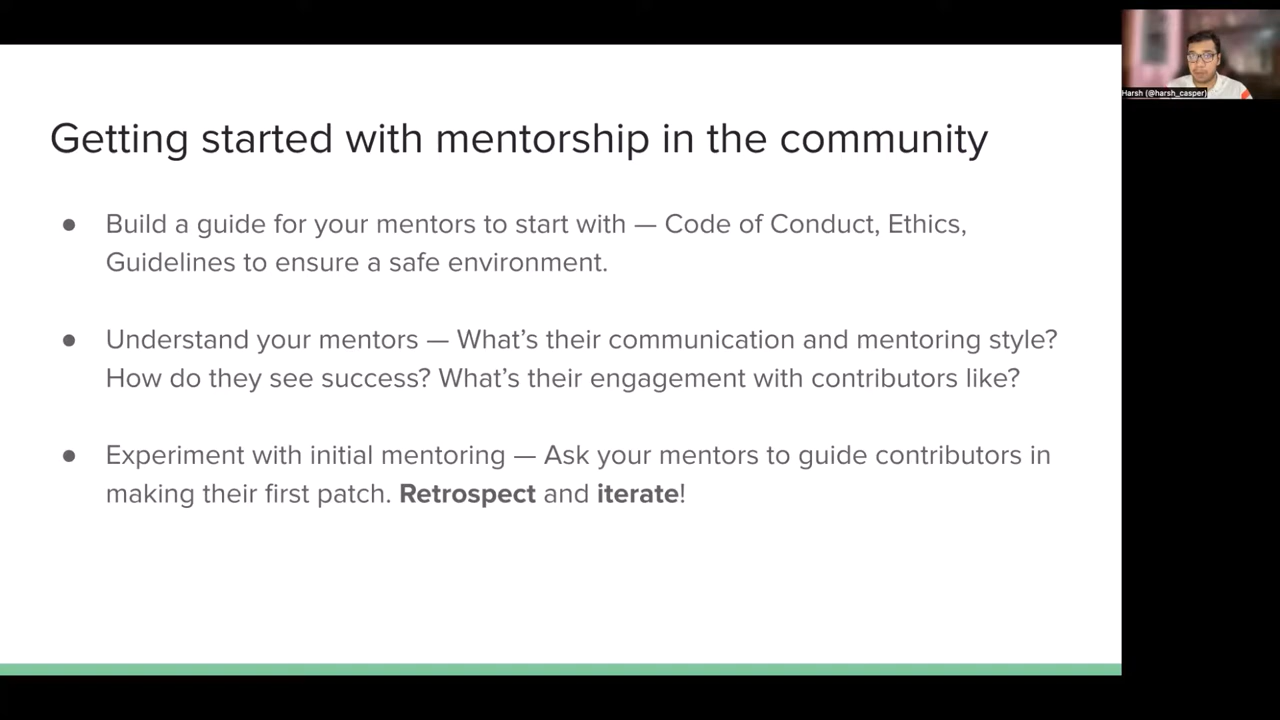 Getting started with mentorship in the community
● Build a guide for your mentors to start with — Code of Conduct, Ethics,
Guidelines to ensure a safe environment.
● Understand your mentors — What’s their communication and mentoring style?
How do they see success? What’s their engagement with contributors like?
● Experiment with initial mentoring — Ask your mentors to guide contributors in
making their first patch. Retrospect and iterate!
Harsh (@harsh_casper)